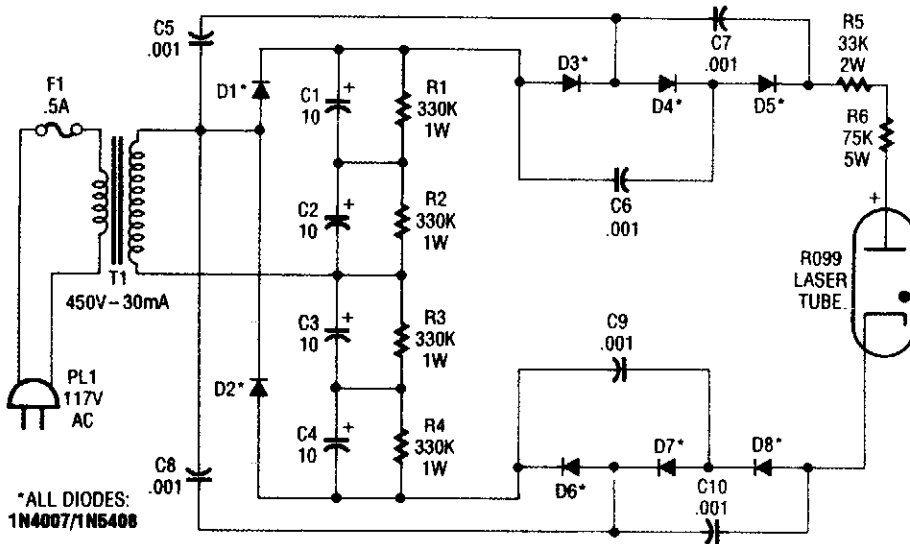 C5
.001
C7
.001
R5
33K
2W
F1
.5A
D1*
C1
10
+
R1
330K
1W
D3*
D4*
D5*
R6
75K
5W
C6
.001
+
C2
10
+
R2
330K
1W
T1
450V – 30mA
R099
LASER
TUBE
C3
10
+
R3
330K
1W
C9
.001
PL1
117V
AC
D2*
C4
10
+
R4
330K
1W
C8
.001
D6*
D7*
D8*
C10
.001
*ALL DIODES:
1N4007/1N5408